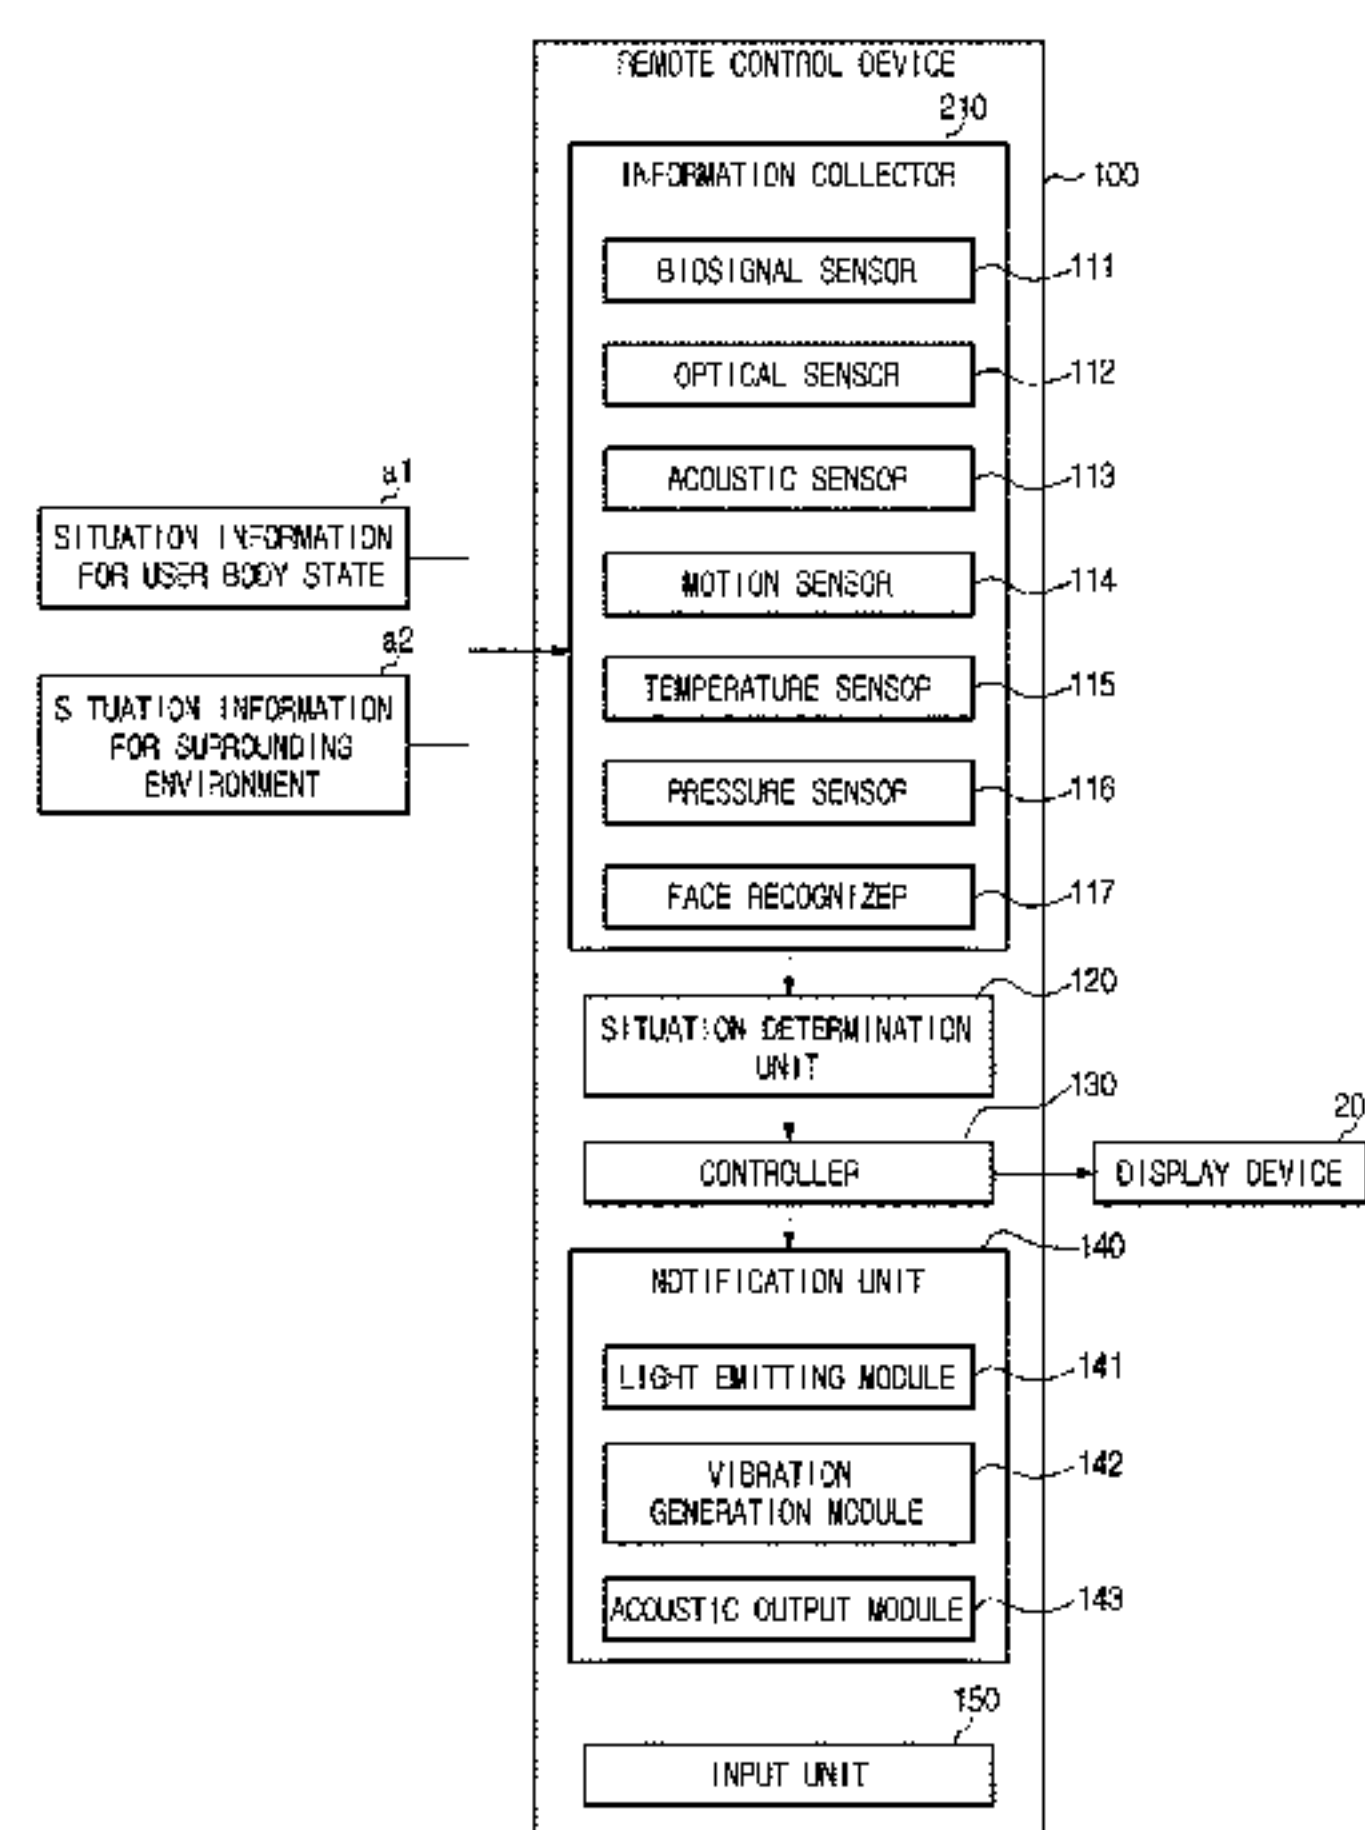 REMOTE CONTROL DEVICE
210
INFORMATION COLLECTOR
100
BIOSIGNAL SENSOR
111
OPTICAL SENSOR
112
ACOUSTIC SENSOR
113
a1
SITUATION INFORMATION
FOR USER BODY STATE
MOTION SENSOR
114
a2
SITUATION INFORMATION
FOR SURROUNDING
ENVIRONMENT
TEMPERATURE SENSOR
115
PRESSURE SENSOR
116
FACE RECOGNIZER
117
120
SITUATION DETERMINATION
UNIT
130
CONTROLLER
20
DISPLAY DEVICE
140
NOTIFICATION UNIT
LIGHT EMITTING MODULE
141
VIBRATION
GENERATION MODULE
142
ACOUSTIC OUTPUT MODULE
143
150
INPUT UNIT